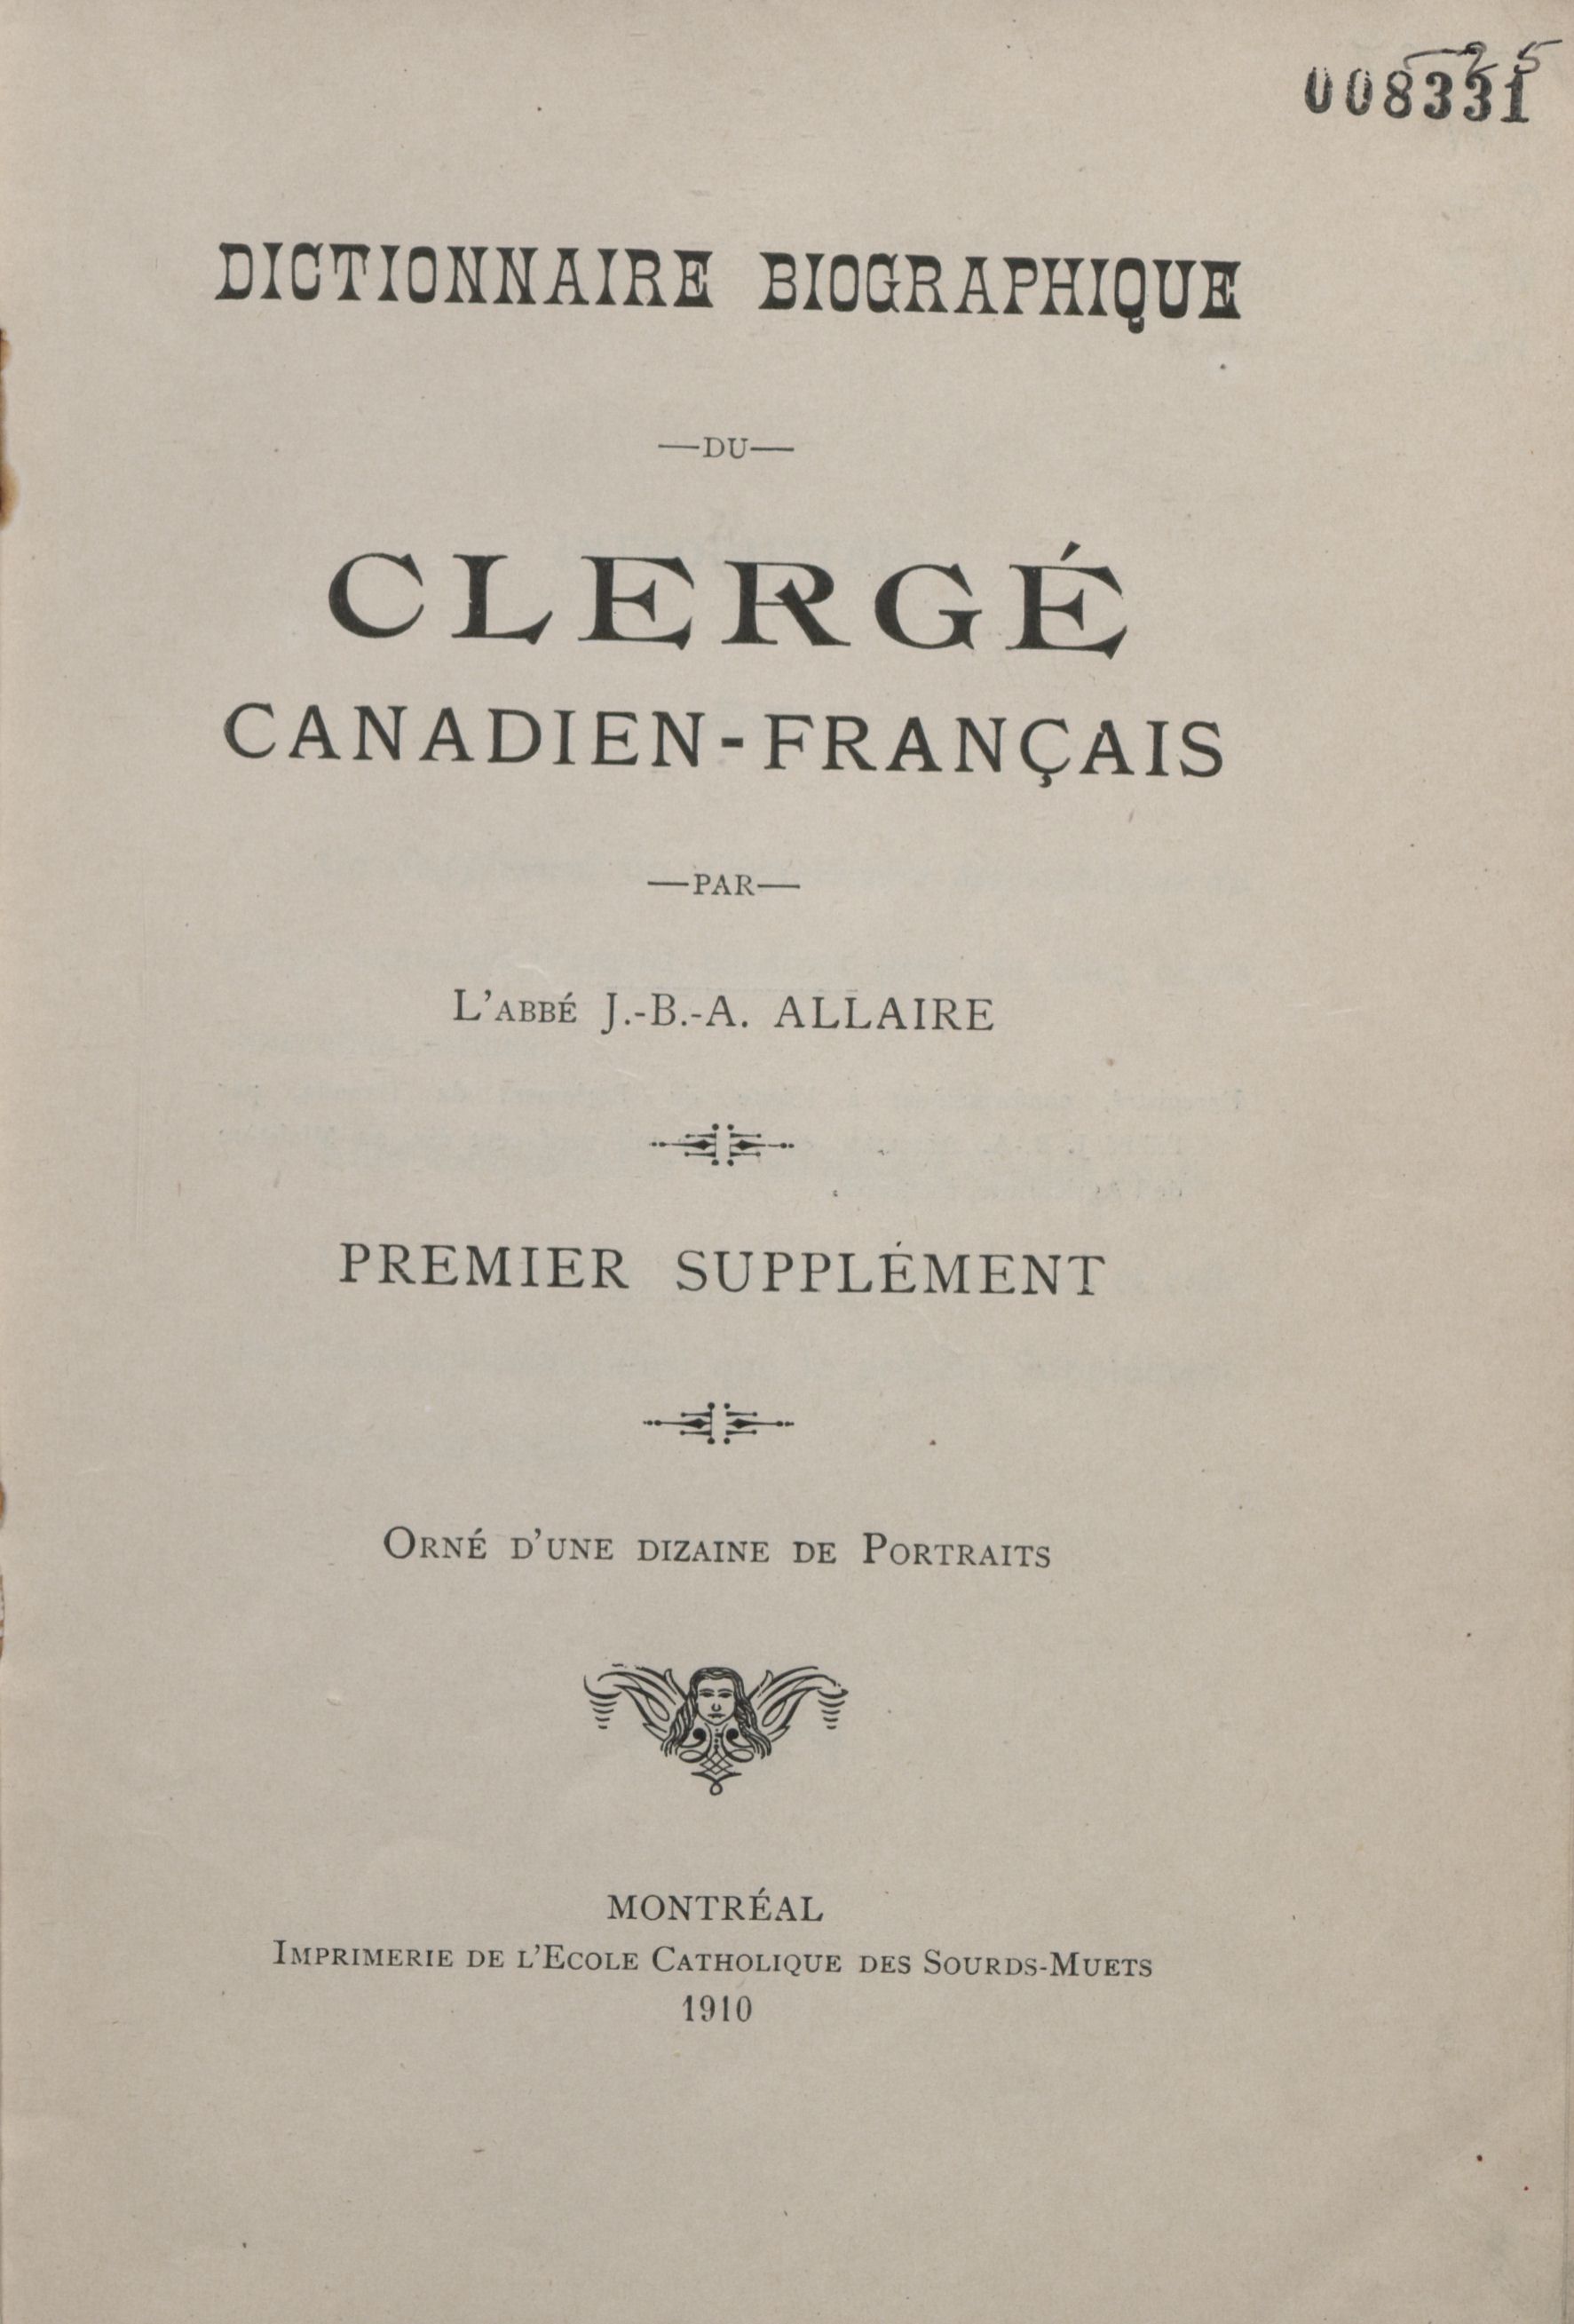 008331
25
DICTIONNAIRE BIOGRAPHIQUE
—DU—
CLERGÉ
CANADIEN-FRANÇAIS
—PAR—
L'ABBÉ J.-B.-A. ALLAIRE
PREMIER SUPPLÉMENT
ORNÉ D'UNE DIZAINE DE PORTRAITS
MONTRÉAL
IMPRIMERIE DE L'ECOLE CATHOLIQUE DES SOURDS-MUETS
1910